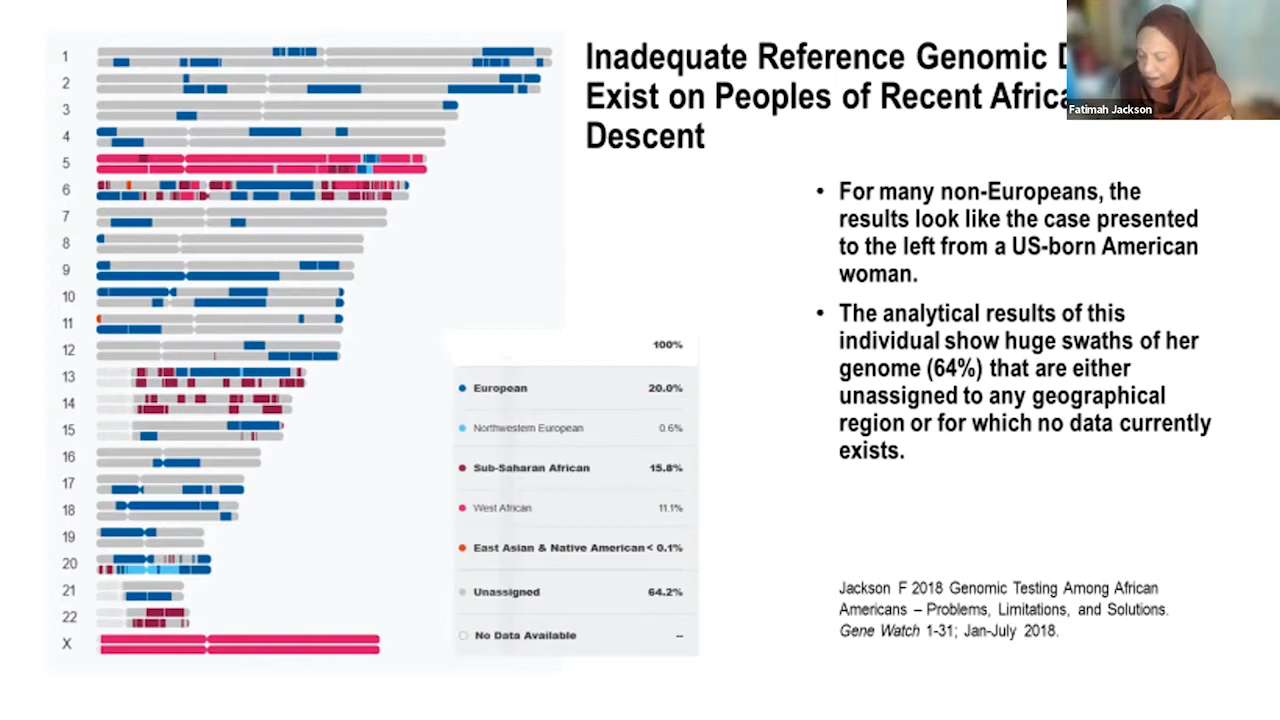 Inadequate Reference Genomic D
Exist on Peoples of Recent Africa
Descent
Fatimah Jackson
• For many non-Europeans, the
results look like the case presented
to the left from a US-born American
woman.
• The analytical results of this
individual show huge swaths of her
genome (64%) that are either
unassigned to any geographical
region or for which no data currently
exists.
Jackson F 2018 Genomic Testing Among African
Americans – Problems, Limitations, and Solutions.
Gene Watch 1-31; Jan-July 2018.
1
2
3
4
5
6
7
8
9
10
11
12
13
14
15
16
17
18
19
20
21
22
X
100%
European 20.0%
Northwestern European 0.6%
Sub-Saharan African 15.8%
West African 11.1%
East Asian & Native American < 0.1%
Unassigned 64.2%
No Data Available --